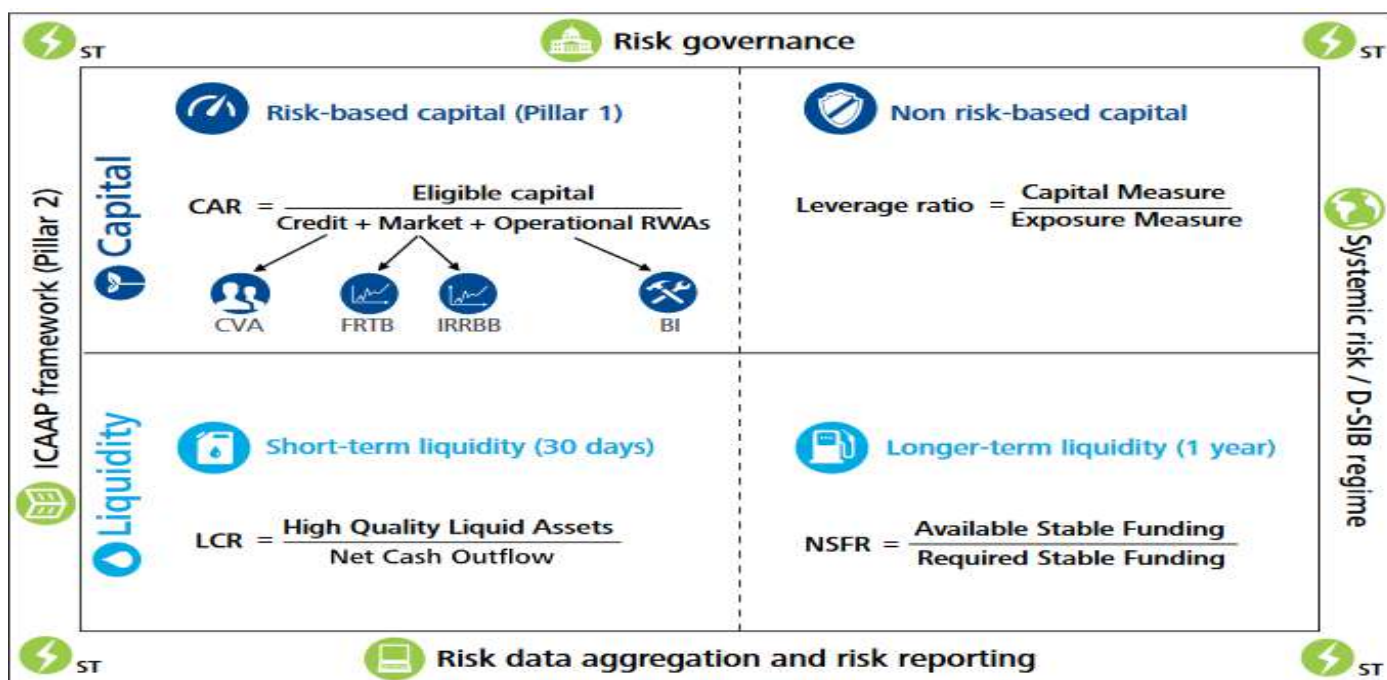 ST
Risk governance
ST
Risk-based capital (Pillar 1)
Non risk-based capital
ICAAP framework (Pillar 2)
Capital
CAR = Eligible capital
Credit + Market + Operational RWAs
Leverage ratio = Capital Measure
Exposure Measure
CVA
FRTB
IRRBB
BI
Systemic risk / D-SIB regime
Liquidity
Short-term liquidity (30 days)
Longer-term liquidity (1 year)
LCR = High Quality Liquid Assets
Net Cash Outflow
NSFR = Available Stable Funding
Required Stable Funding
ST
Risk data aggregation and risk reporting
ST